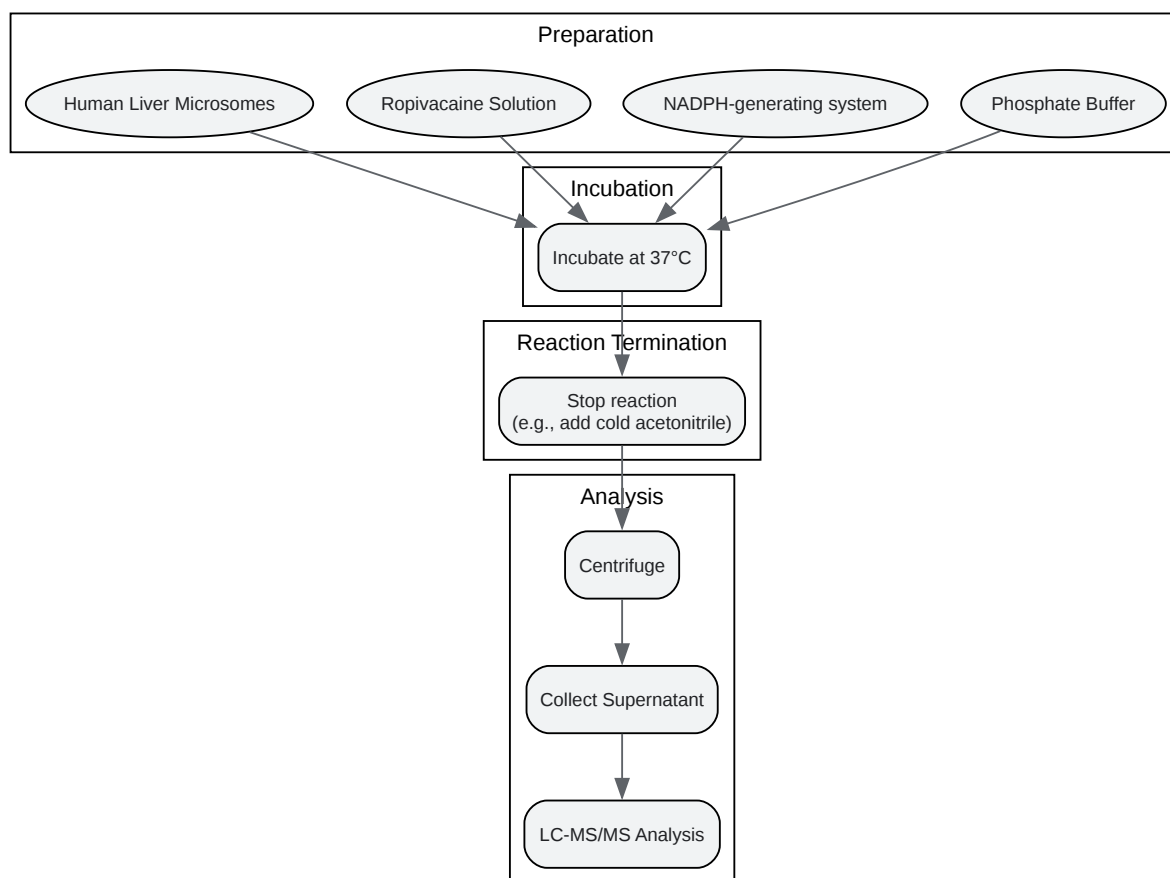 Preparation
Human Liver Microsomes
Ropivacaine Solution
NADPH-generating system
Phosphate Buffer
Incubation
Incubate at 37°C
Reaction Termination
Stop reaction
(e.g., add cold acetonitrile)
Analysis
Centrifuge
Collect Supernatant
LC-MS/MS Analysis